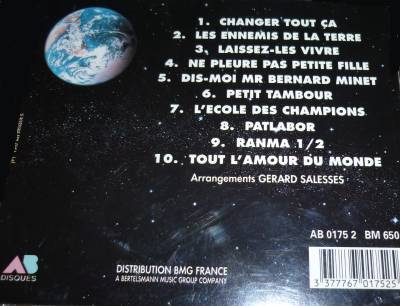 1. CHANGER TOUT ÇA
2. LES ENNEMIS DE LA TERRE
3. LAISSEZ-LES VIVRE
4. NE PLEURE PAS PETITE FILLE
5. DIS-MOI MR BERNARD MINET
6. PETIT TAMBOUR
7. L'ECOLE DES CHAMPIONS
8. PATLABOR
9. RANMA 1/2
10. TOUT L'AMOUR DU MONDE
Arrangements GERARD SALESSES
AB 0175 2 BM 650
AB
DISQUES
DISTRIBUTION BMG FRANCE
A BERTELSMANN MUSIC GROUP COMPANY
3 377767 017525